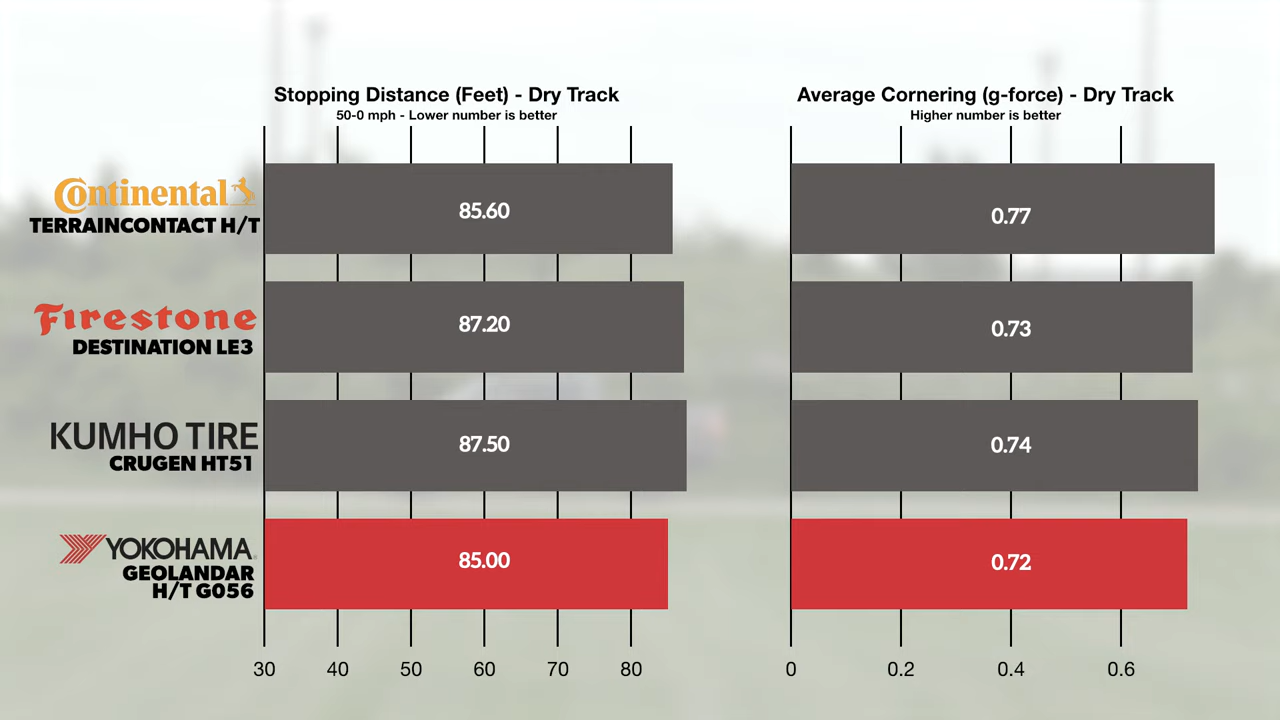 Stopping Distance (Feet) - Dry Track
50-0 mph - Lower number is better
Average Cornering (g-force) - Dry Track
Higher number is better
Continental
TERRAINCONTACT H/T
85.60
0.77
Firestone
DESTINATION LE3
87.20
0.73
KUMHO TIRE
CRUGEN HT51
87.50
0.74
YOKOHAMA
GEOLANDAR
H/T G056
85.00
0.72
30 40 50 60 70 80
0 0.2 0.4 0.6